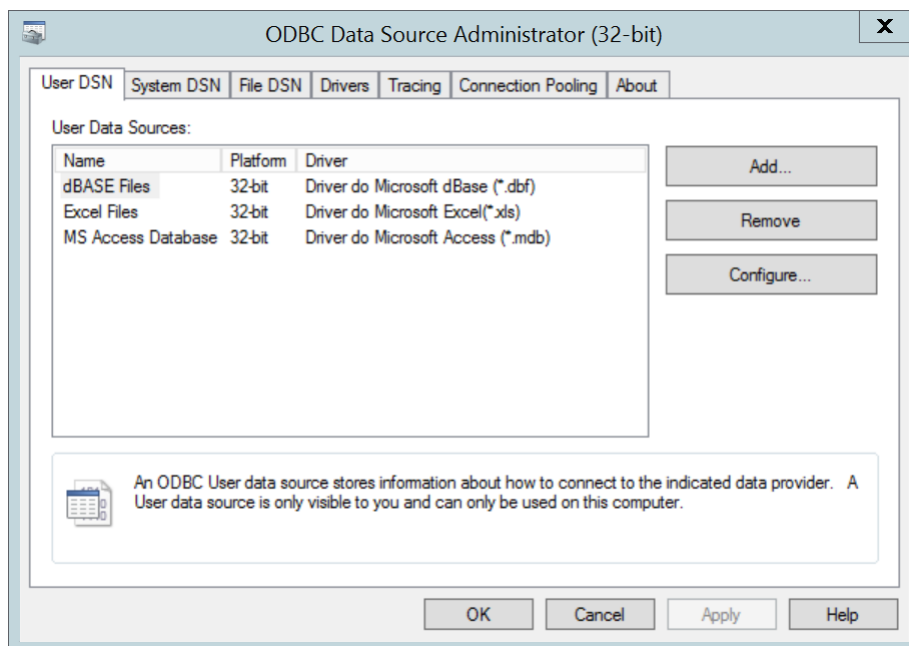 ODBC Data Source Administrator (32-bit)
X
User DSN System DSN File DSN Drivers Tracing Connection Pooling About
User Data Sources:
Name Platform Driver
dBASE Files 32-bit Driver do Microsoft dBase (*.dbf)
Excel Files 32-bit Driver do Microsoft Excel(*.xls)
MS Access Database 32-bit Driver do Microsoft Access (*.mdb)
Add...
Remove
Configure...
An ODBC User data source stores information about how to connect to the indicated data provider. A
User data source is only visible to you and can only be used on this computer.
OK Cancel Apply Help